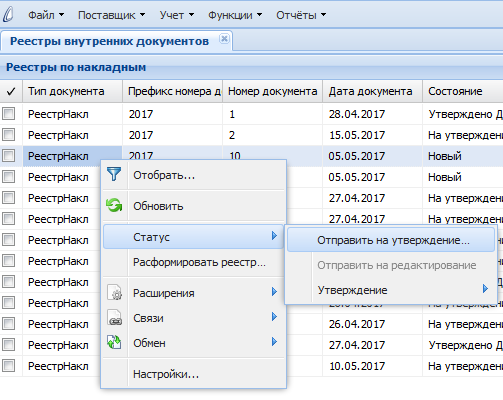 Файл Поставщик Учет Функции Отчёты
Реестры внутренних документов
Реестры по накладным
Тип документа Префикс номера д Номер документа Дата документа Состояние
РеестрНакл 2017 1 28.04.2017 Утверждено Д
РеестрНакл 2017 2 15.05.2017 На утвержден
РеестрНакл 2017 10 05.05.2017 Новый
РеестрНакл 05.05.2017 Новый
РеестрНакл 27.04.2017 На утвержден
РеестрНакл 27.04.2017 На утвержден
РеестрНакл
РеестрНакл
РеестрНакл
РеестрНакл
РеестрНакл 26.04.2017 На утвержден
РеестрНакл 27.04.2017 Утверждено Д
РеестрНакл 10.05.2017 На утвержден
Отобрать...
Обновить
Статус
Расформировать реестр...
Расширения
Связи
Обмен
Настройки...
Отправить на утверждение...
Отправить на редактирование
Утверждение